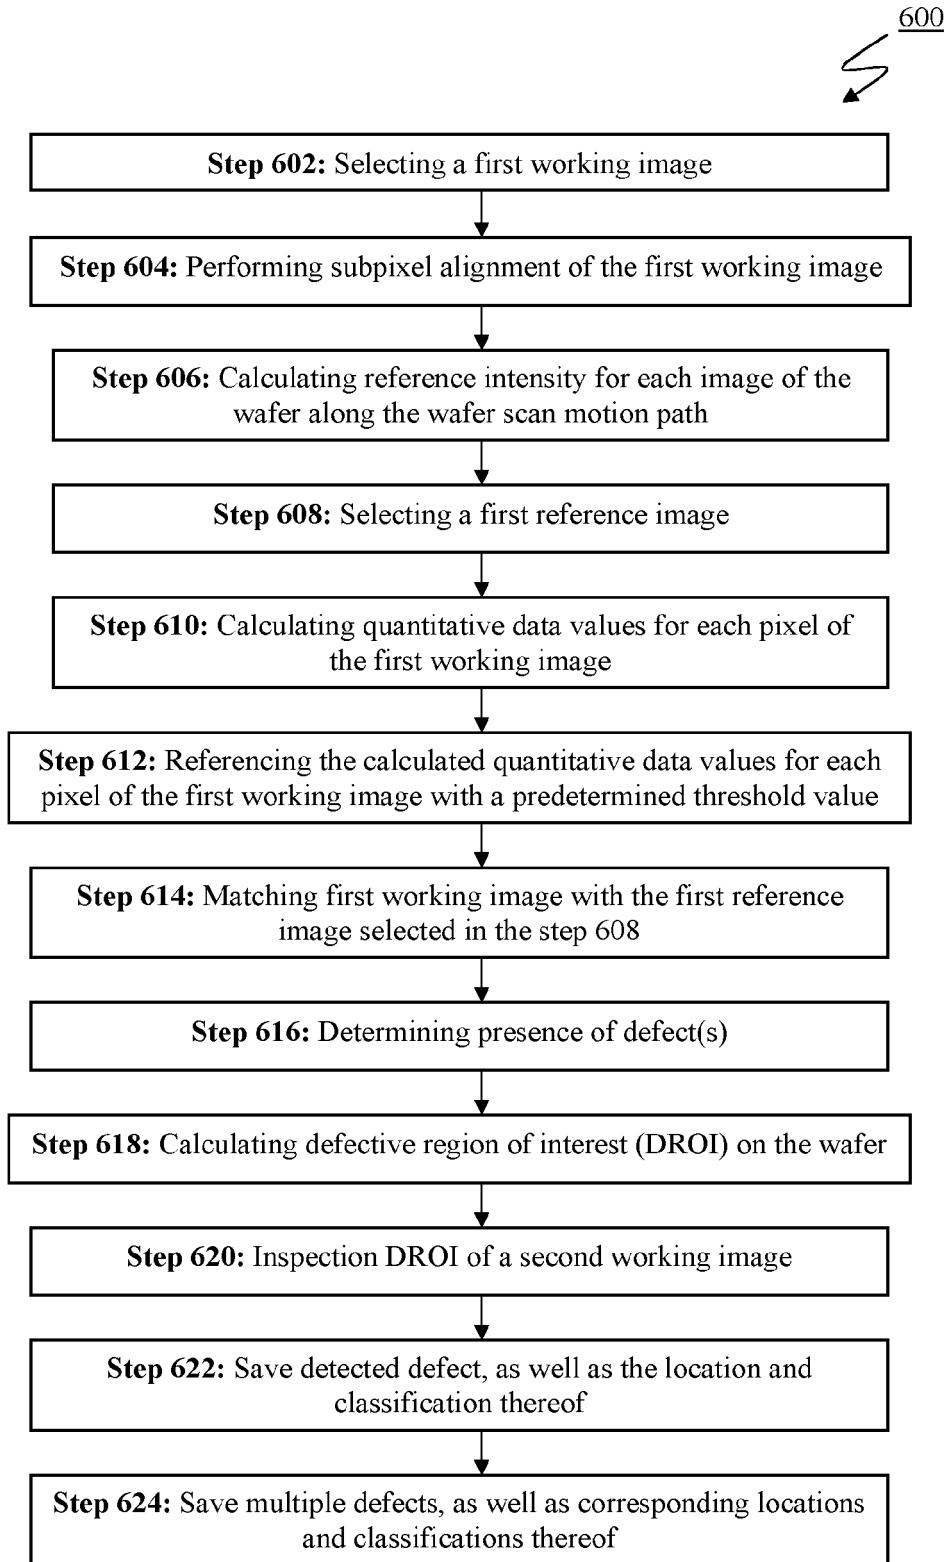 600
Step 602: Selecting a first working image
Step 604: Performing subpixel alignment of the first working image
Step 606: Calculating reference intensity for each image of the
wafer along the wafer scan motion path
Step 608: Selecting a first reference image
Step 610: Calculating quantitative data values for each pixel of
the first working image
Step 612: Referencing the calculated quantitative data values for each
pixel of the first working image with a predetermined threshold value
Step 614: Matching first working image with the first reference
image selected in the step 608
Step 616: Determining presence of defect(s)
Step 618: Calculating defective region of interest (DROI) on the wafer
Step 620: Inspection DROI of a second working image
Step 622: Save detected defect, as well as the location and
classification thereof
Step 624: Save multiple defects, as well as corresponding locations
and classifications thereof